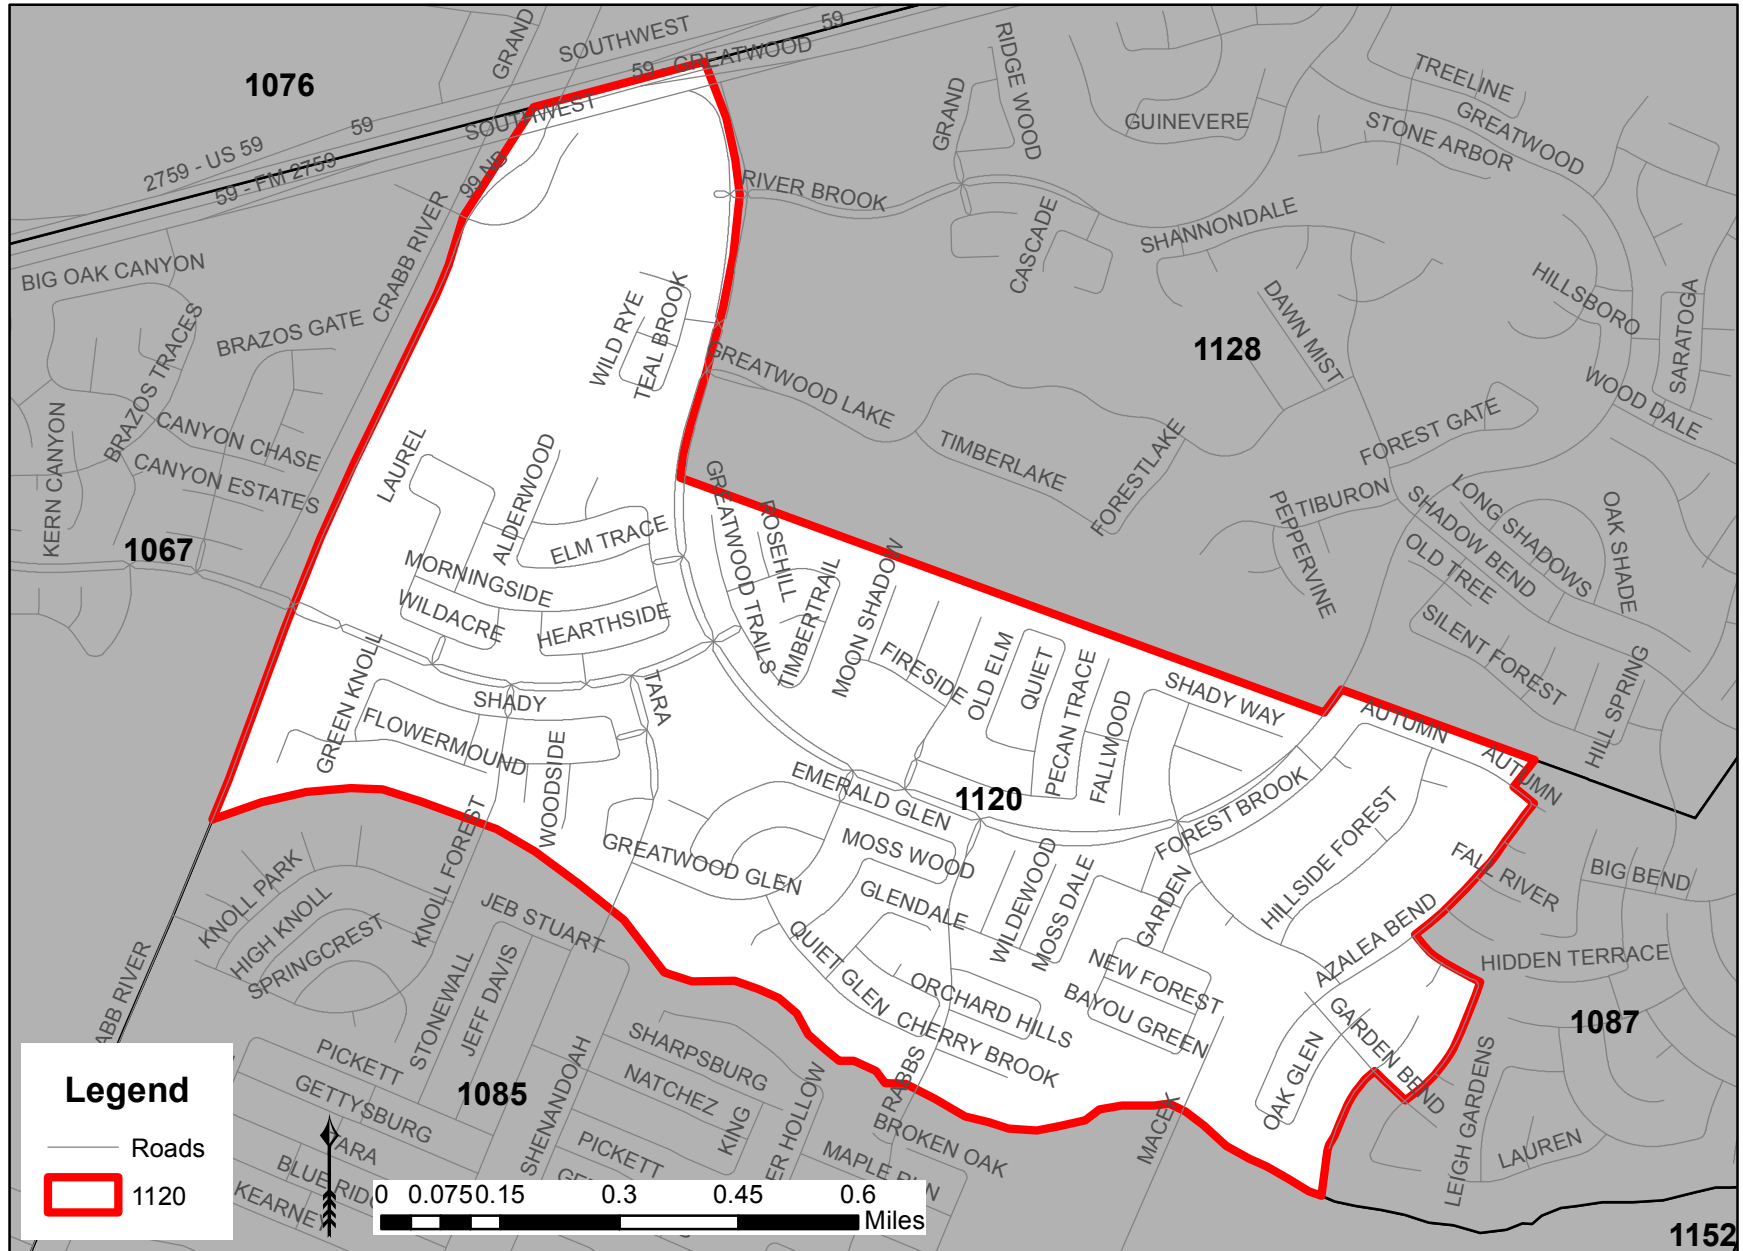 1076
GRAND
SOUTHWEST
59
59
GREATWOOD
SOUTHWEST
59
2759 - US 59
59 - FM 2759
99 NB
CRABB RIVER
RIVER BROOK
GRAND
RIDGE WOOD
GUINEVERE
TREELINE
GREATWOOD
STONE ARBOR
CASCADE
SHANNONDALE
HILLSBORO
SARATOGA
DAWN MIST
1128
WOOD DALE
BIG OAK CANYON
BRAZOS TRACES
BRAZOS GATE
CANYON CHASE
CANYON ESTATES
KERN CANYON
1067
WILD RYE
TEAL BROOK
GREATWOOD LAKE
TIMBERLAKE
FORESTLAKE
FOREST GATE
TIBURON
PEPPERVINE
LONG SHADOWS
SHADOW BEND
OLD TREE
OAK SHADE
SILENT FOREST
HILL SPRING
LAUREL
ALDERWOOD
ELM TRACE
MORNINGSIDE
WILDACRE
HEARTHSIDE
GREATWOOD TRAILS
ROSEHILL
TIMBERTRAIL
MOON SHADOW
FIRESIDE
OLD ELM
QUIET
PECAN TRACE
FALLWOOD
SHADY WAY
AUTUMN
AUTUMN
GREEN KNOLL
SHADY
TARA
FLOWERMOUND
WOODSIDE
EMERALD GLEN
1120
MOSS WOOD
FOREST BROOK
HILLSIDE FOREST
FALL RIVER
BIG BEND
GREATWOOD GLEN
GLENDALE
WILDEWOOD
MOSS DALE
GARDEN
AZALEA BEND
HIDDEN TERRACE
KNOLL PARK
HIGH KNOLL
SPRINGCREST
KNOLL FOREST
JEB STUART
QUIET GLEN
ORCHARD HILLS
NEW FOREST
BAYOU GREEN
CHERRY BROOK
GARDEN BEND
OAK GLEN
1087
LEIGH GARDENS
LAUREN
ABB RIVER
STONEWALL
JEFF DAVIS
PICKETT
GETTYSBURG
1085
SHENANDOAH
SHARPSBURG
NATCHEZ
KING
PICKETT
ER HOLLOW
BRABBS
BROKEN OAK
MACEK
TARA
KEARNEY
1152
Legend
Roads
1120
0 0.075 0.15 0.3 0.45 0.6
Miles